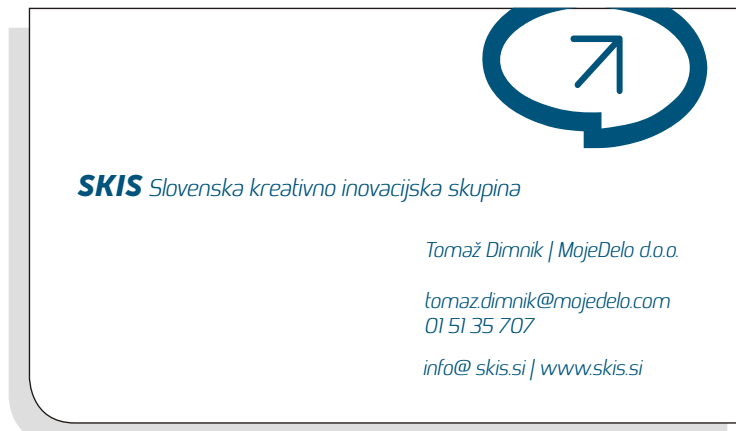 SKIS Slovenska kreativno inovacijska skupina
Tomaž Dimnik | MojeDelo d.o.o.
tomaz.dimnik@mojedelo.com
01 51 35 707
info@ skis.si | www.skis.si